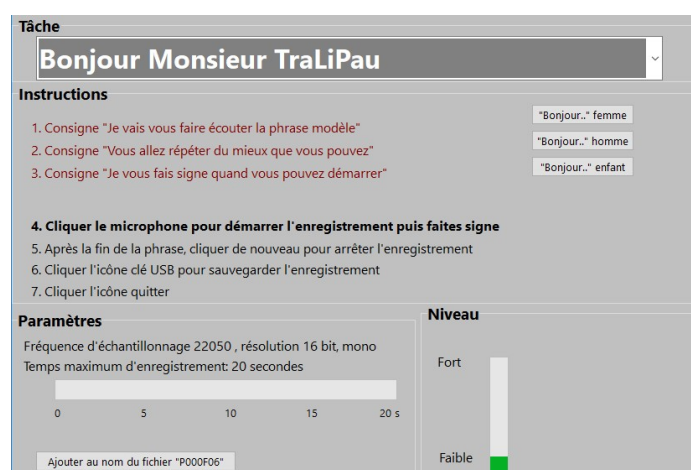 Tâche
Bonjour Monsieur TraLiPau
Instructions
"Bonjour.." femme
1. Consigne "Je vais vous faire écouter la phrase modèle"
"Bonjour.." homme
2. Consigne "Vous allez répéter du mieux que vous pouvez"
"Bonjour.." enfant
3. Consigne "Je vous fais signe quand vous pouvez démarrer"
4. Cliquer le microphone pour démarrer l'enregistrement puis faites signe
5. Après la fin de la phrase, cliquer de nouveau pour arrêter l'enregistrement
6. Cliquer l'icône clé USB pour sauvegarder l'enregistrement
7. Cliquer l'icône quitter
Paramètres
Fréquence d'échantillonnage 22050 , résolution 16 bit, mono
Temps maximum d'enregistrement: 20 secondes
0 5 10 15 20 s
Ajouter au nom du fichier "P000F06"
Niveau
Fort
Faible